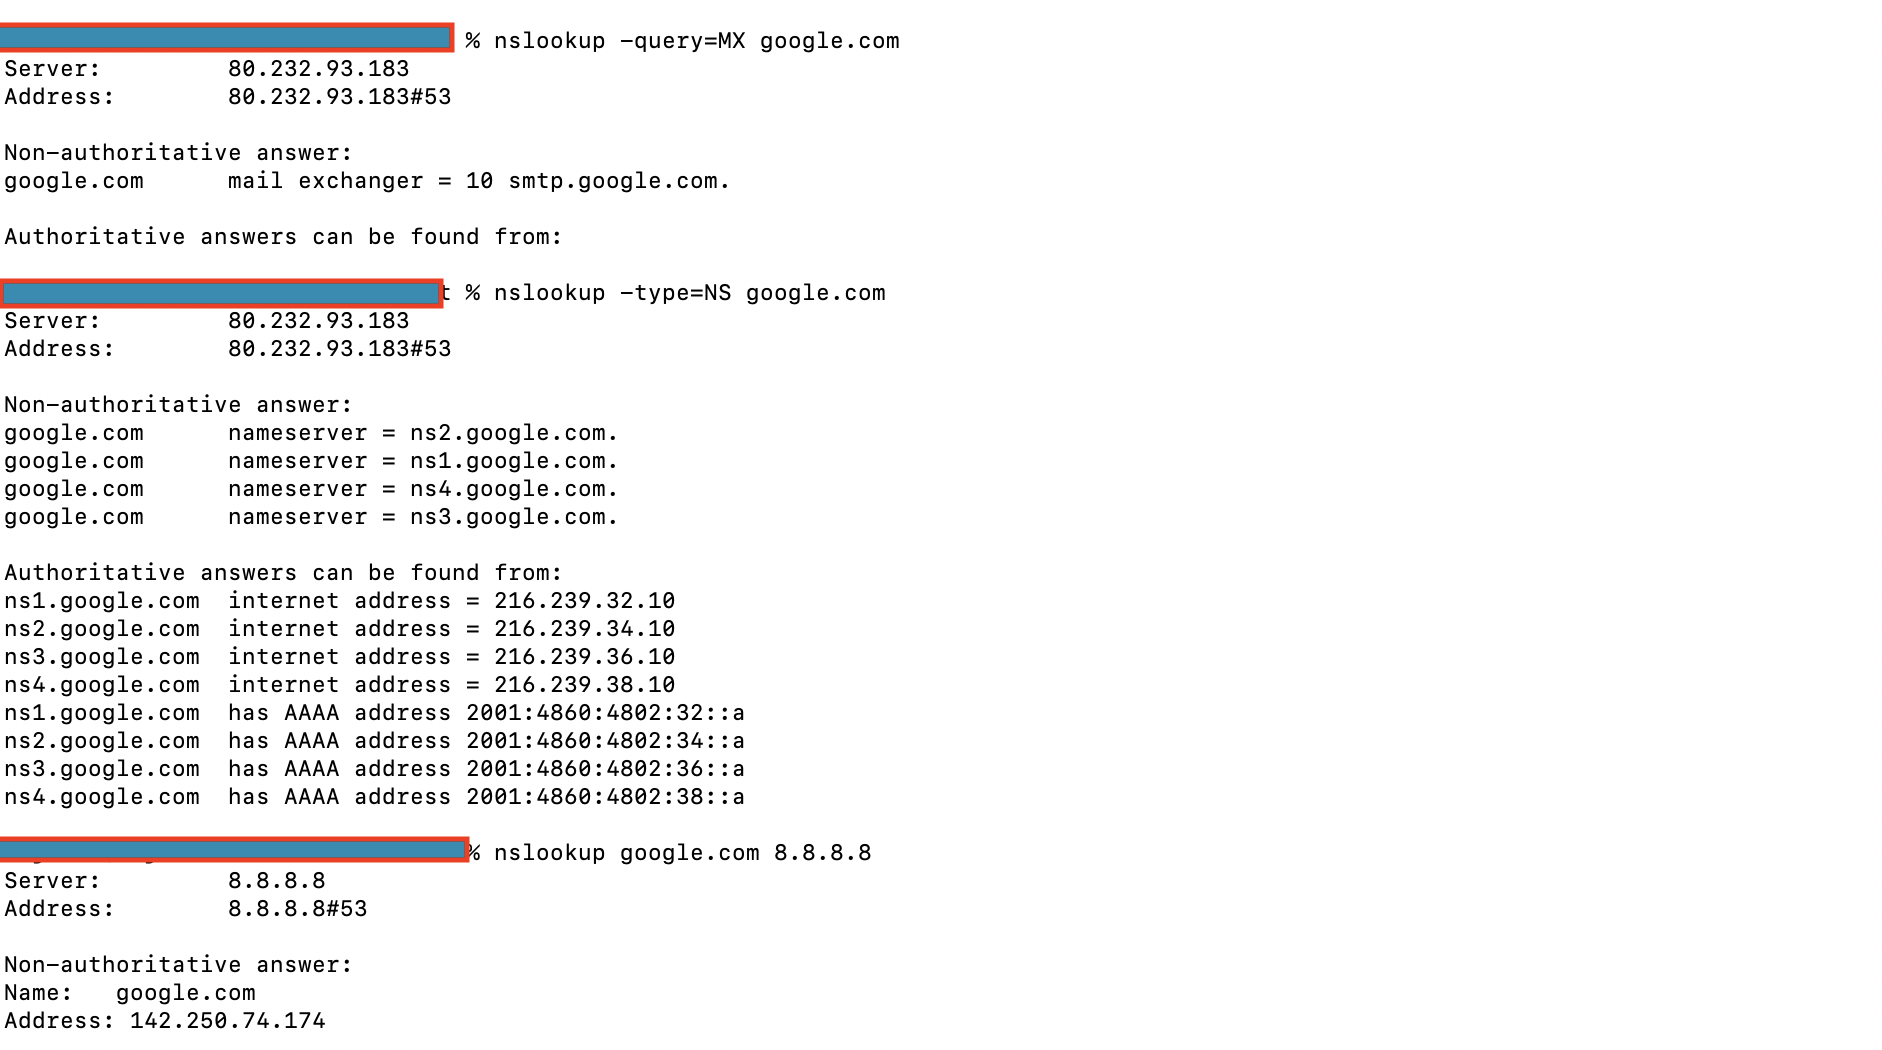 % nslookup -query=MX google.com
Server: 80.232.93.183
Address: 80.232.93.183#53
Non-authoritative answer:
google.com mail exchanger = 10 smtp.google.com.
Authoritative answers can be found from:
t % nslookup -type=NS google.com
Server: 80.232.93.183
Address: 80.232.93.183#53
Non-authoritative answer:
google.com nameserver = ns2.google.com.
google.com nameserver = ns1.google.com.
google.com nameserver = ns4.google.com.
google.com nameserver = ns3.google.com.
Authoritative answers can be found from:
ns1.google.com internet address = 216.239.32.10
ns2.google.com internet address = 216.239.34.10
ns3.google.com internet address = 216.239.36.10
ns4.google.com internet address = 216.239.38.10
ns1.google.com has AAAA address 2001:4860:4802:32::a
ns2.google.com has AAAA address 2001:4860:4802:34::a
ns3.google.com has AAAA address 2001:4860:4802:36::a
ns4.google.com has AAAA address 2001:4860:4802:38::a
% nslookup google.com 8.8.8.8
Server: 8.8.8.8
Address: 8.8.8.8#53
Non-authoritative answer:
Name: google.com
Address: 142.250.74.174